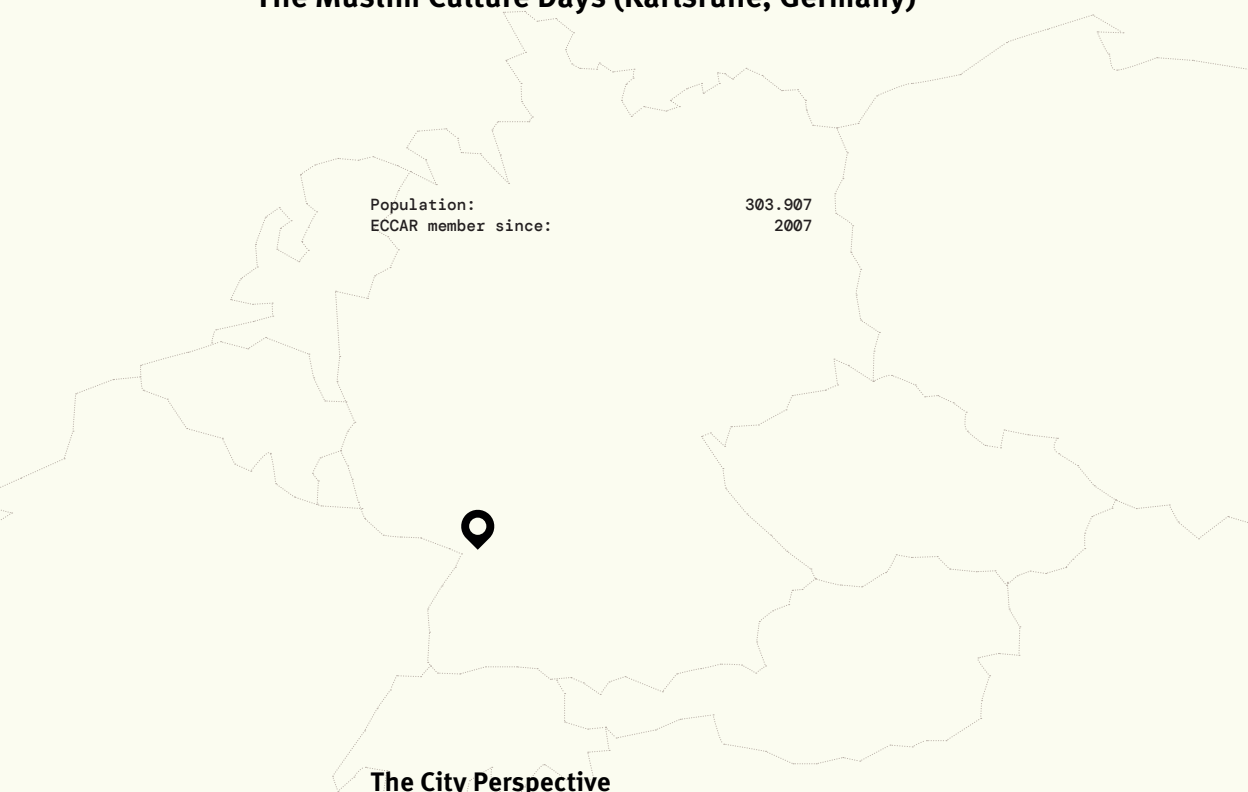 The Muslim Culture Days (Karlsruhe, Germany)
Population: 303.907
ECCAR member since: 2007
The City Perspective